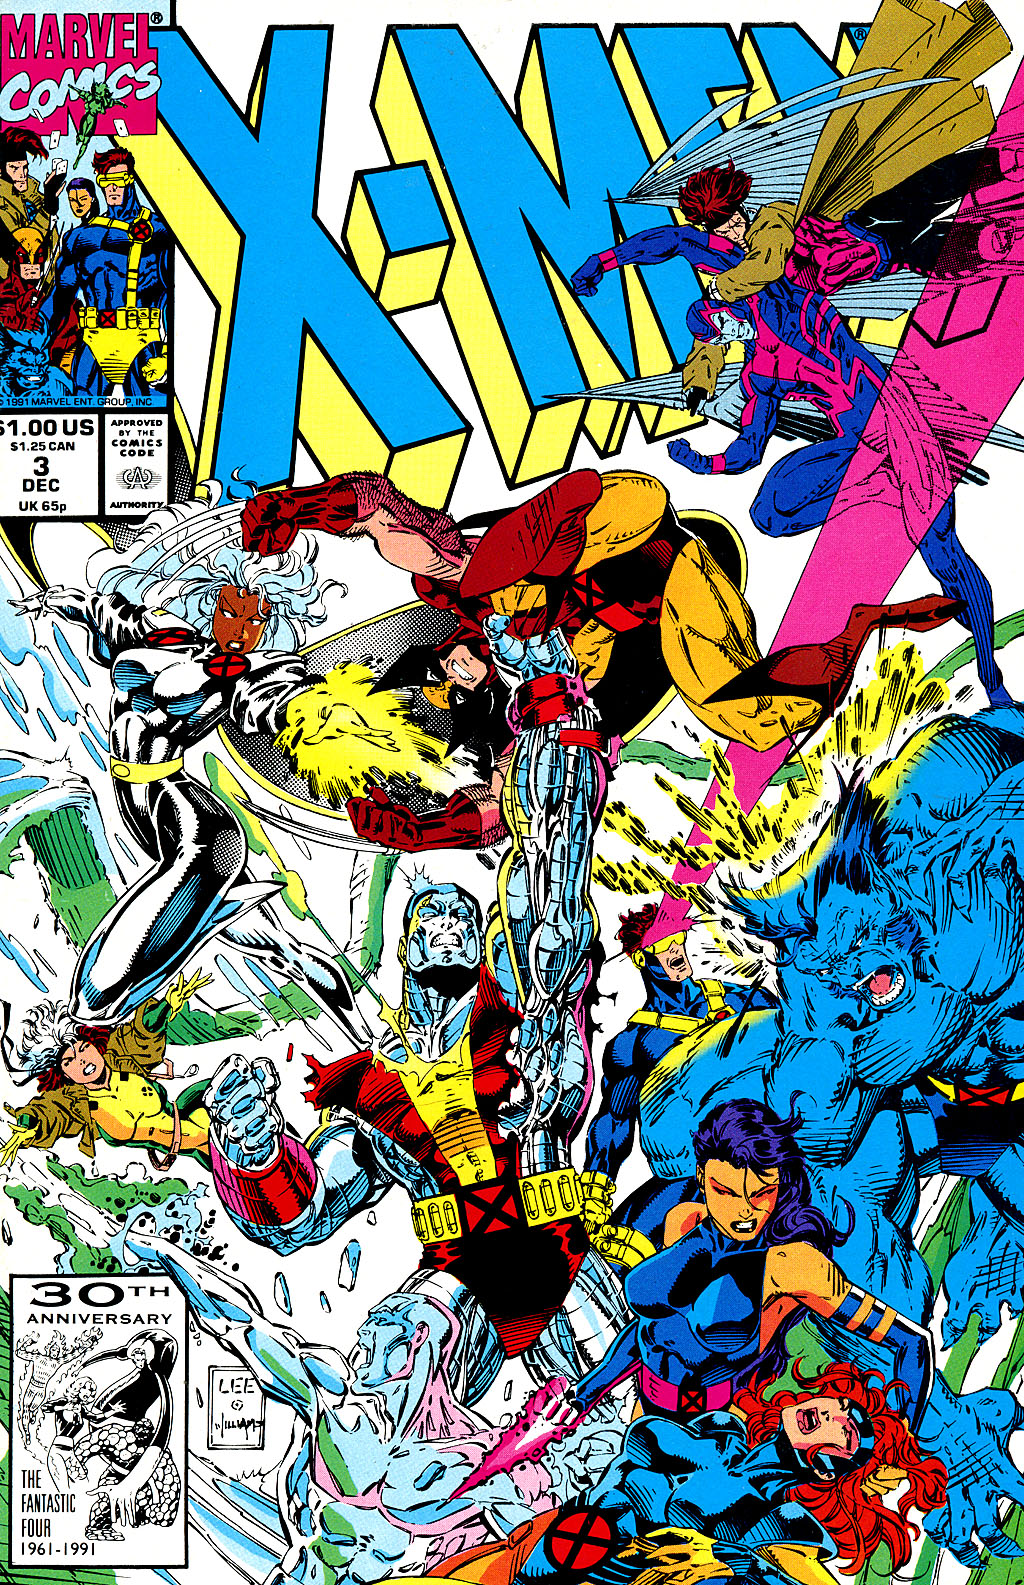 MARVEL®
COMICS
X-MEN®
© 1991 MARVEL ENT. GROUP, INC.
$1.00 US
$1.25 CAN
3
DEC
UK 65p
APPROVED
BY THE
COMICS
CODE
AUTHORITY
30TH
ANNIVERSARY
THE
FANTASTIC
FOUR
1961-1991
LEE
WILLIAMS